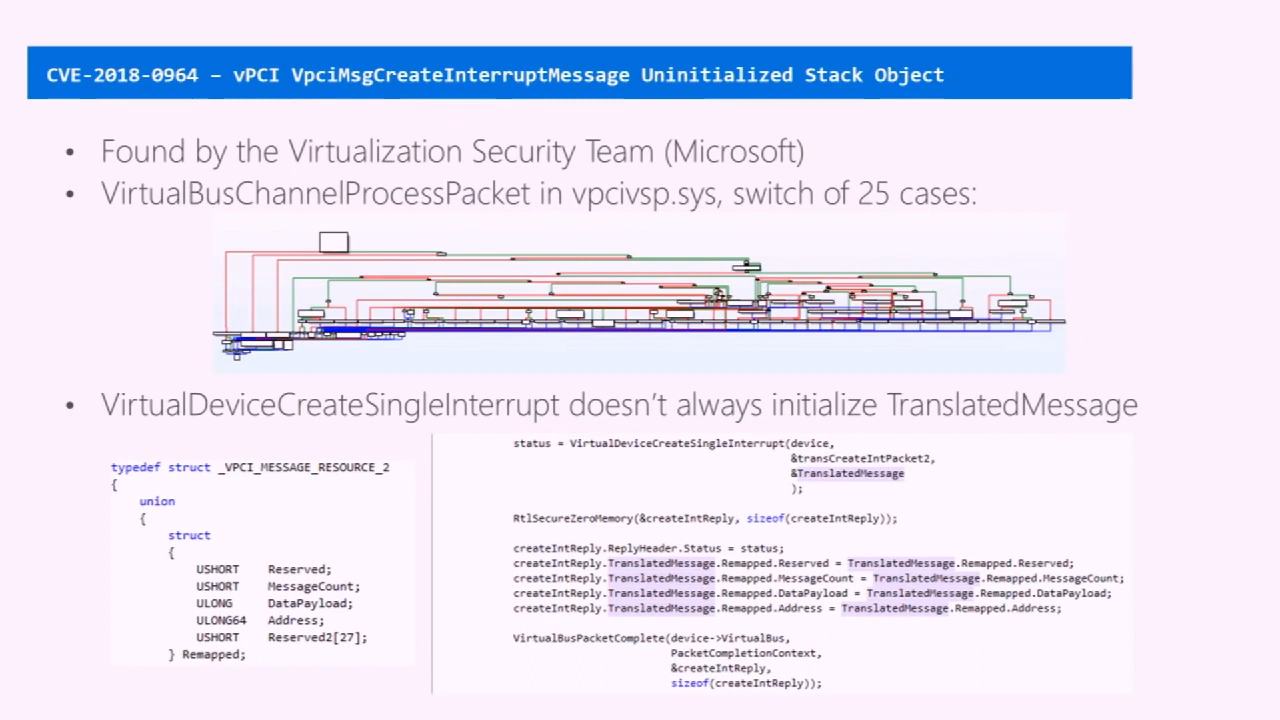 CVE-2018-0964 – vPCI VpciMsgCreateInterruptMessage Uninitialized Stack Object
• Found by the Virtualization Security Team (Microsoft)
• VirtualBusChannelProcessPacket in vpcivsp.sys, switch of 25 cases:
• VirtualDeviceCreateSingleInterrupt doesn't always initialize TranslatedMessage
typedef struct _VPCI_MESSAGE_RESOURCE_2
{
union
{
struct
{
USHORT Reserved;
USHORT MessageCount;
ULONG DataPayload;
ULONG64 Address;
USHORT Reserved2[27];
} Remapped;
status = VirtualDeviceCreateSingleInterrupt(device,
&transCreateIntPacket2,
&TranslatedMessage
);
RtlSecureZeroMemory(&createIntReply, sizeof(createIntReply));
createIntReply.ReplyHeader.Status = status;
createIntReply.TranslatedMessage.Remapped.Reserved = TranslatedMessage.Remapped.Reserved;
createIntReply.TranslatedMessage.Remapped.MessageCount = TranslatedMessage.Remapped.MessageCount;
createIntReply.TranslatedMessage.Remapped.DataPayload = TranslatedMessage.Remapped.DataPayload;
createIntReply.TranslatedMessage.Remapped.Address = TranslatedMessage.Remapped.Address;
VirtualBusPacketComplete(device->VirtualBus,
PacketCompletionContext,
&createIntReply,
sizeof(createIntReply));